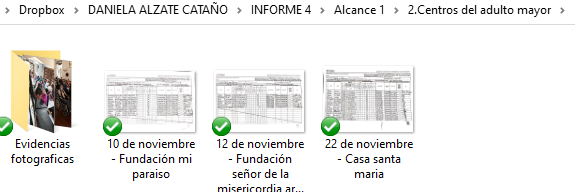 > Dropbox > DANIELA ALZATE CATAÑO > INFORME 4 > Alcance 1 > 2.Centros del adulto mayor >
Evidencias
fotograficas
10 de noviembre
- Fundación mi
paraiso
12 de noviembre
- Fundación
señor de la
misericordia ar...
22 de noviembre
- Casa santa
maria